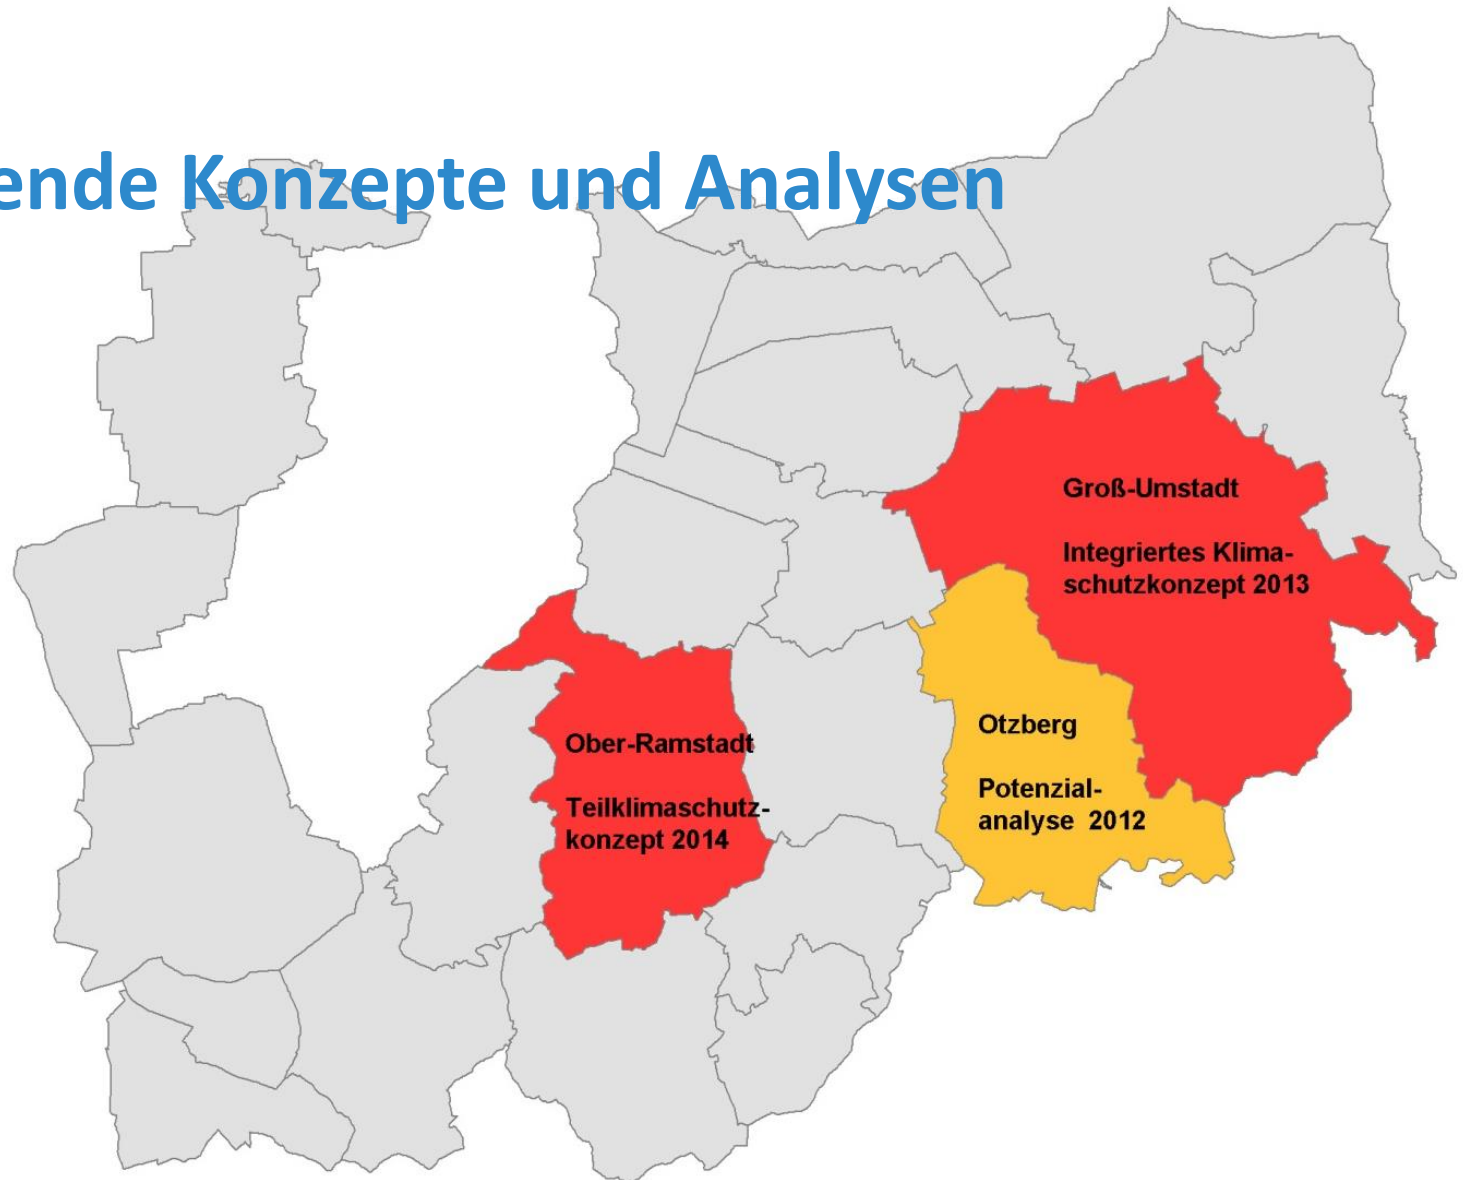 ende Konzepte und Analysen
Groß-Umstadt
Integriertes Klima-
schutzkonzept 2013
Otzberg
Potenzial-
analyse 2012
Ober-Ramstadt
Teilklimaschutz-
konzept 2014